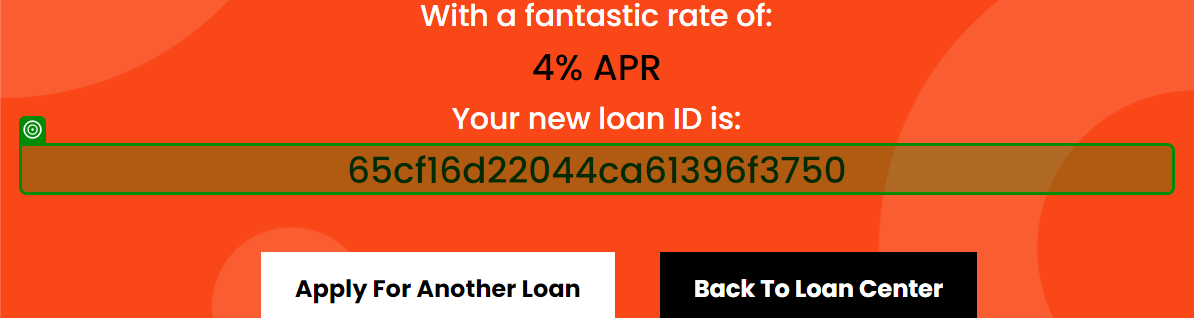 With a fantastic rate of:
4% APR
Your new loan ID is:
65cf16d22044ca61396f3750
Apply For Another Loan
Back To Loan Center